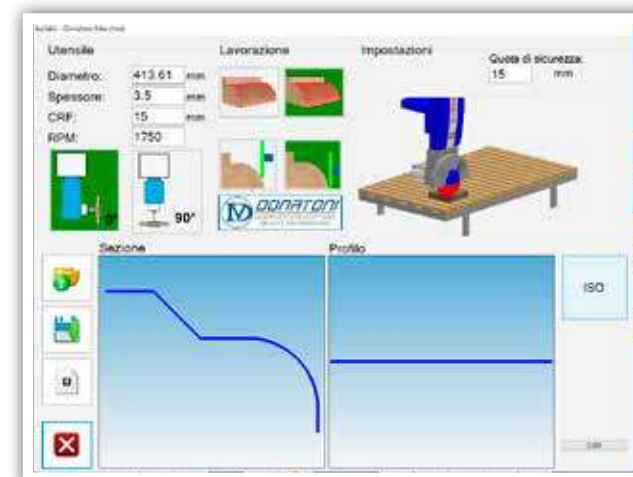 Utensile
Lavorazione
Impostazioni
Diametro: 413.61 mm
Spessore: 3.5 mm
CRF: 15 mm
RPM: 1750
Quota di sicurezza:
15 mm
0°
90°
DONATONI
Sezione
Profilo
ISO